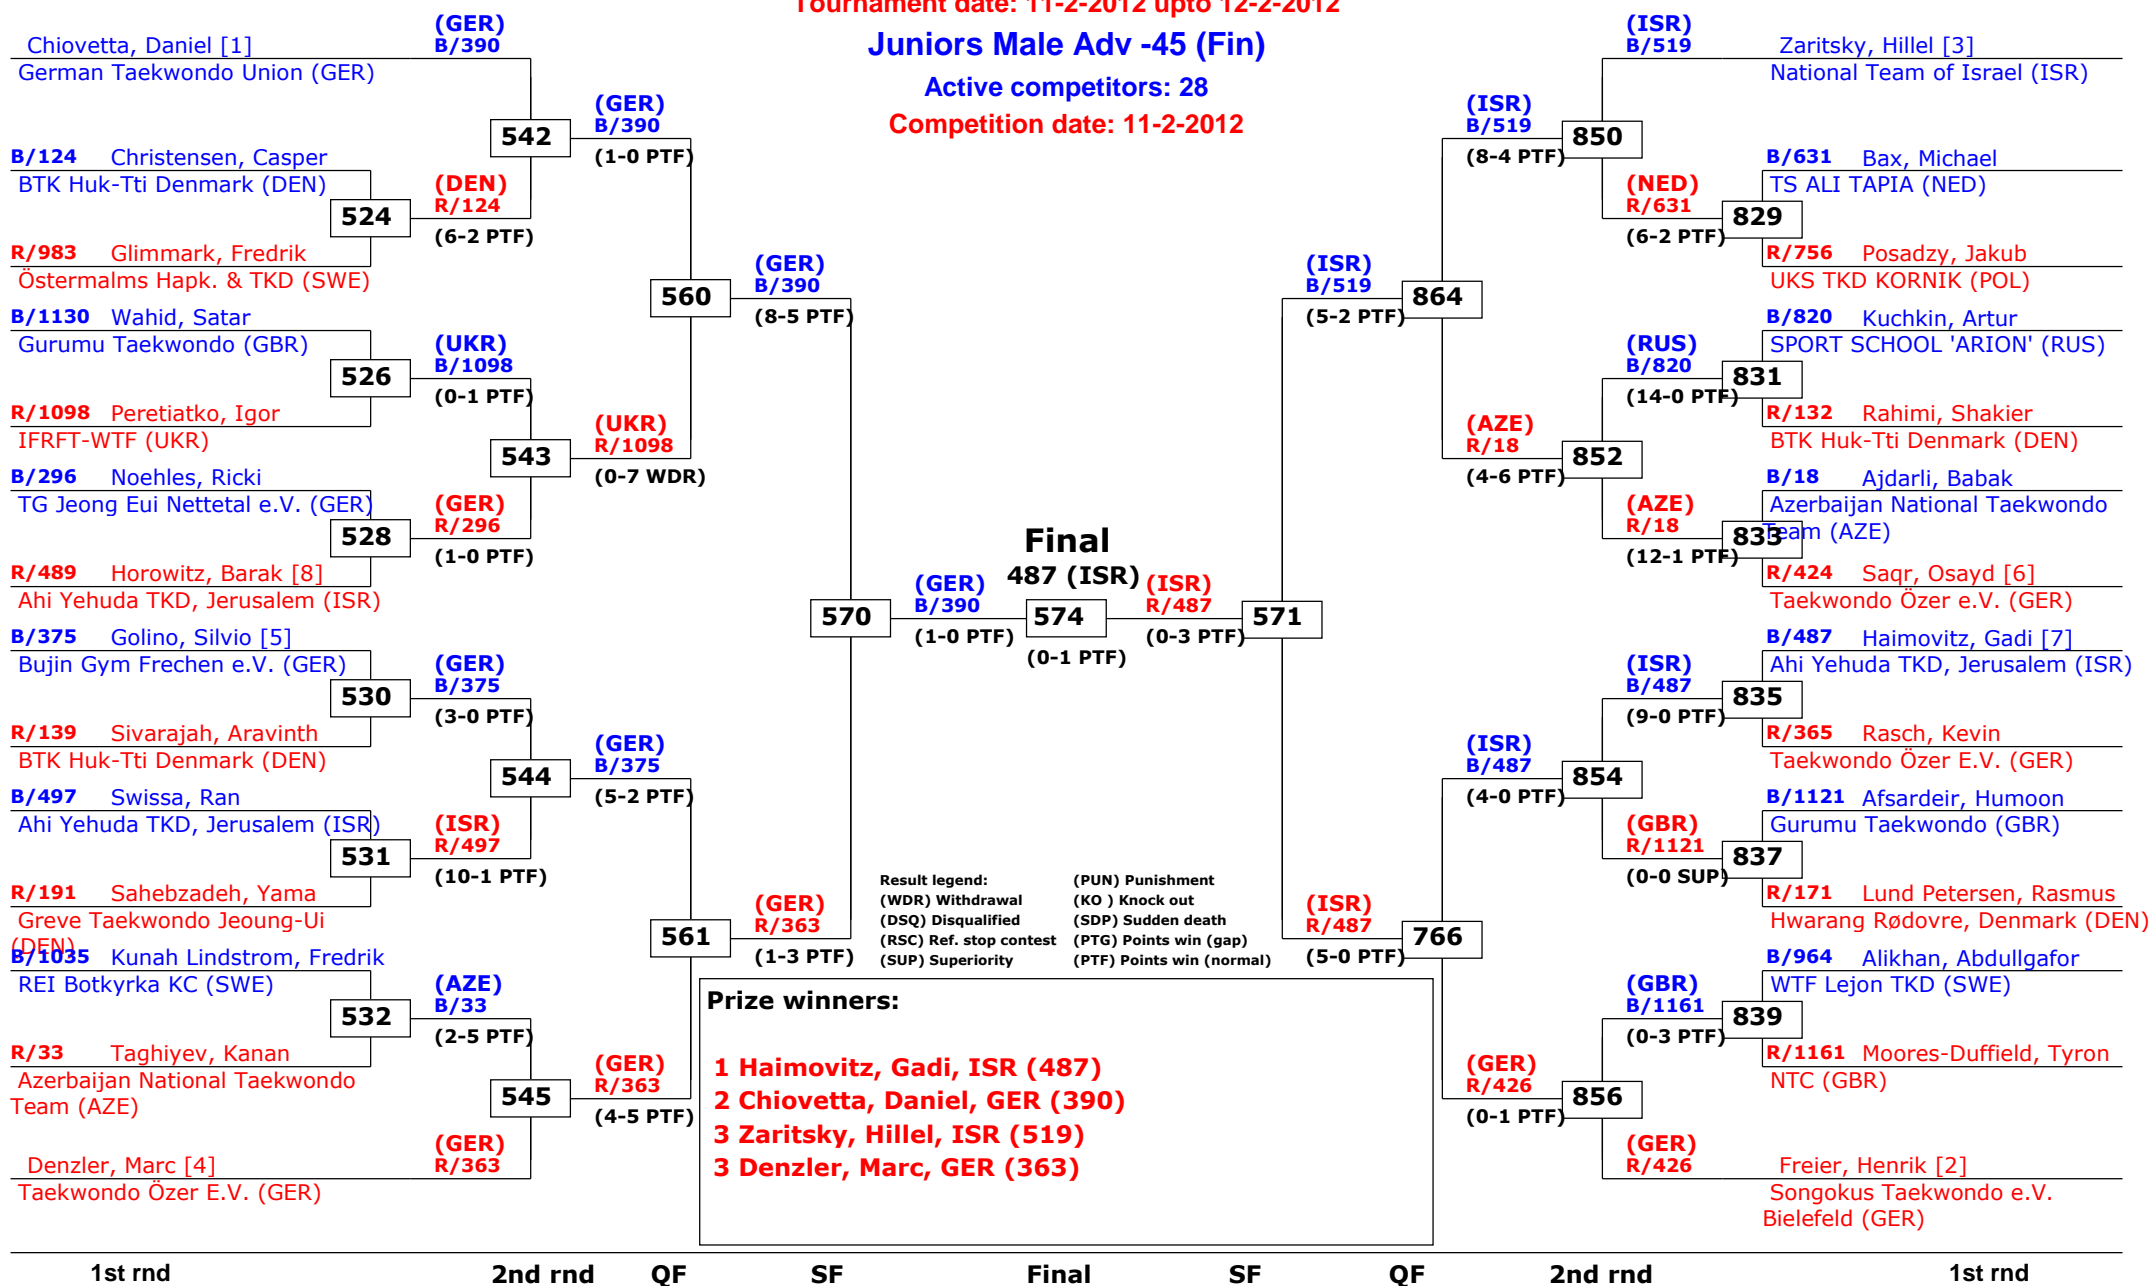 Tournament date: 11-2-2012 upto 12-2-2012
Juniors Male Adv -45 (Fin)
Active competitors: 28
Competition date: 11-2-2012
Chiovetta, Daniel [1]
German Taekwondo Union (GER)
(GER)
B/390
B/124 Christensen, Casper
BTK Huk-Tti Denmark (DEN)
524
R/983 Glimmark, Fredrik
Östermalms Hapk. & TKD (SWE)
(DEN)
R/124
(6-2 PTF)
542
(GER)
B/390
(1-0 PTF)
B/1130 Wahid, Satar
Gurumu Taekwondo (GBR)
526
R/1098 Peretiatko, Igor
IFRFT-WTF (UKR)
(UKR)
B/1098
(0-1 PTF)
B/296 Noehles, Ricki
TG Jeong Eui Nettetal e.V. (GER)
528
R/489 Horowitz, Barak [8]
Ahi Yehuda TKD, Jerusalem (ISR)
(GER)
R/296
(1-0 PTF)
543
(UKR)
R/1098
(0-7 WDR)
560
(GER)
B/390
(8-5 PTF)
B/375 Golino, Silvio [5]
Bujin Gym Frechen e.V. (GER)
530
R/139 Sivarajah, Aravinth
BTK Huk-Tti Denmark (DEN)
(GER)
B/375
(3-0 PTF)
B/497 Swissa, Ran
Ahi Yehuda TKD, Jerusalem (ISR)
531
R/191 Sahebzadeh, Yama
Greve Taekwondo Jeoung-Ui
(DEN)
(ISR)
R/497
(10-1 PTF)
544
(GER)
B/375
(5-2 PTF)
B/1035 Kunah Lindstrom, Fredrik
REI Botkyrka KC (SWE)
532
R/33 Taghiyev, Kanan
Azerbaijan National Taekwondo
Team (AZE)
(AZE)
B/33
(2-5 PTF)
Denzler, Marc [4]
Taekwondo Özer E.V. (GER)
(GER)
R/363
545
(GER)
R/363
(4-5 PTF)
561
(GER)
R/363
(1-3 PTF)
570
(GER)
B/390
(1-0 PTF)
Final
487 (ISR)
574
(0-1 PTF)
(ISR)
R/487
(0-3 PTF)
571
(ISR)
B/519
Zaritsky, Hillel [3]
National Team of Israel (ISR)
(ISR)
B/519
(8-4 PTF)
850
B/631 Bax, Michael
TS ALI TAPIA (NED)
(NED)
R/631
(6-2 PTF)
829
R/756 Posadzy, Jakub
UKS TKD KORNIK (POL)
(ISR)
B/519
(5-2 PTF)
864
B/820 Kuchkin, Artur
SPORT SCHOOL 'ARION' (RUS)
(RUS)
B/820
(14-0 PTF)
831
R/132 Rahimi, Shakier
BTK Huk-Tti Denmark (DEN)
(AZE)
R/18
(4-6 PTF)
852
B/18 Ajdarli, Babak
Azerbaijan National Taekwondo
Team (AZE)
(AZE)
R/18
(12-1 PTF)
833
R/424 Saqr, Osayd [6]
Taekwondo Özer e.V. (GER)
B/487 Haimovitz, Gadi [7]
Ahi Yehuda TKD, Jerusalem (ISR)
(ISR)
B/487
(9-0 PTF)
835
R/365 Rasch, Kevin
Taekwondo Özer E.V. (GER)
(ISR)
B/487
(4-0 PTF)
854
B/1121 Afsardeir, Humoon
Gurumu Taekwondo (GBR)
(GBR)
R/1121
(0-0 SUP)
837
R/171 Lund Petersen, Rasmus
Hwarang Rødovre, Denmark (DEN)
(ISR)
R/487
(5-0 PTF)
766
B/964 Alikhan, Abdullgafor
WTF Lejon TKD (SWE)
(GBR)
B/1161
(0-3 PTF)
839
R/1161 Moores-Duffield, Tyron
NTC (GBR)
(GER)
R/426
(0-1 PTF)
856
(GER)
R/426
Freier, Henrik [2]
Songokus Taekwondo e.V.
Bielefeld (GER)
Result legend: (PUN) Punishment
(WDR) Withdrawal (KO ) Knock out
(DSQ) Disqualified (SDP) Sudden death
(RSC) Ref. stop contest (PTG) Points win (gap)
(SUP) Superiority (PTF) Points win (normal)
Prize winners:
1 Haimovitz, Gadi, ISR (487)
2 Chiovetta, Daniel, GER (390)
3 Zaritsky, Hillel, ISR (519)
3 Denzler, Marc, GER (363)
1st rnd 2nd rnd QF SF Final SF QF 2nd rnd 1st rnd